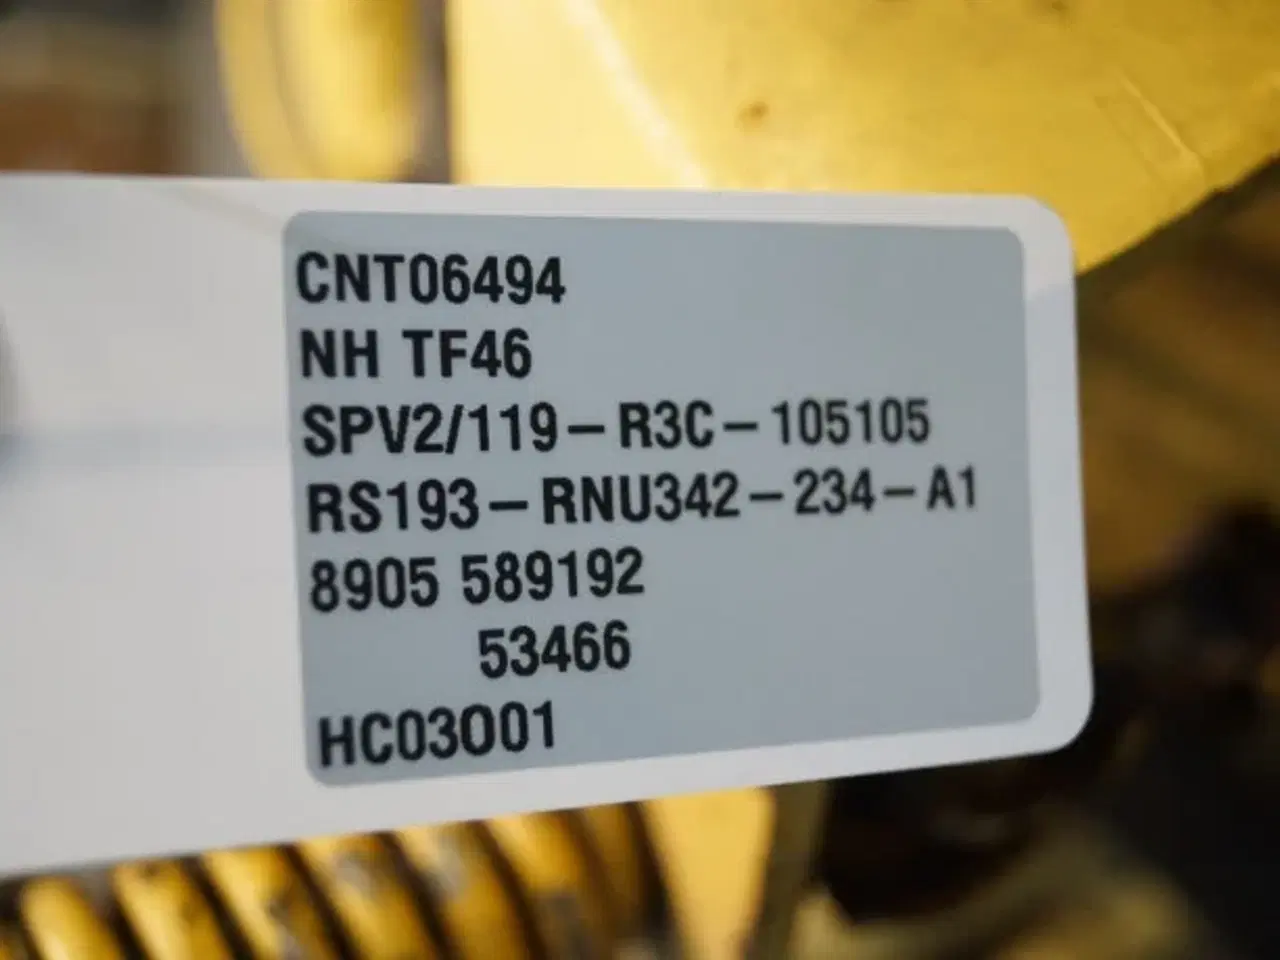 CNT06494
NH TF46
SPV2/119-R3C-105105
RS193-RNU342-234-A1
8905 589192
53466
HC03O01